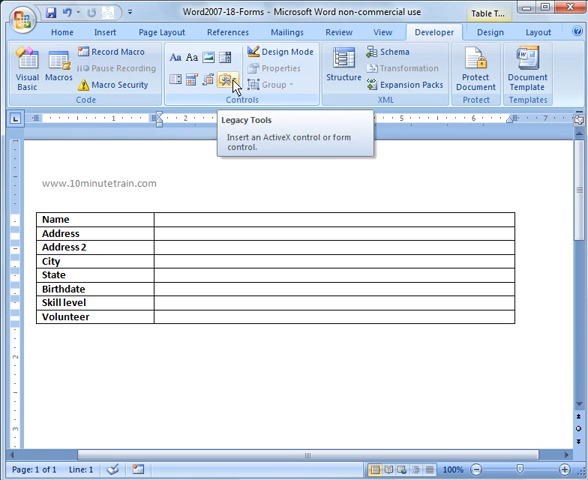 Word2007-18-Forms - Microsoft Word non-commercial use
Table T...
Home
Insert
Page Layout
References
Mailings
Review
View
Developer
Design
Layout
Visual
Basic
Macros
Record Macro
Pause Recording
Macro Security
Code
Aa Aa
Design Mode
Properties
Group
Controls
Structure
Schema
Transformation
Expansion Packs
XML
Protect
Document
Protect
Document
Template
Templates
Legacy Tools
Insert an ActiveX control or form
control.
www.10minutetrain.com
Name
Address
Address 2
City
State
Birthdate
Skill level
Volunteer
Page: 1 of 1
Line: 1
100%